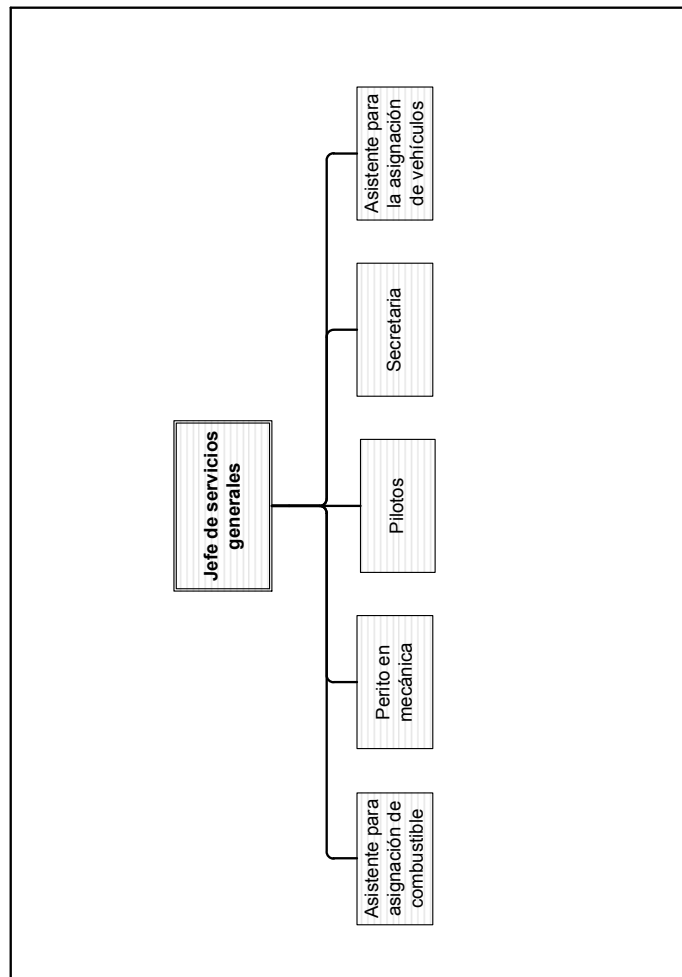 Jefe de servicios
generales
Asistente para
asignación de
combustible
Perito en
mecánica
Pilotos
Secretaria
Asistente para
la asignación
de vehículos